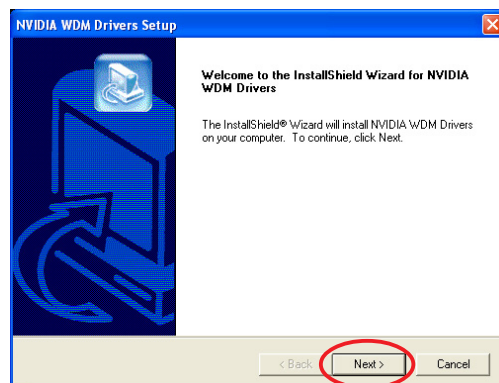 NVIDIA WDM Drivers Setup
Welcome to the InstallShield Wizard for NVIDIA
WDM Drivers
The InstallShield® Wizard will install NVIDIA WDM Drivers
on your computer. To continue, click Next.
< Back
Next >
Cancel